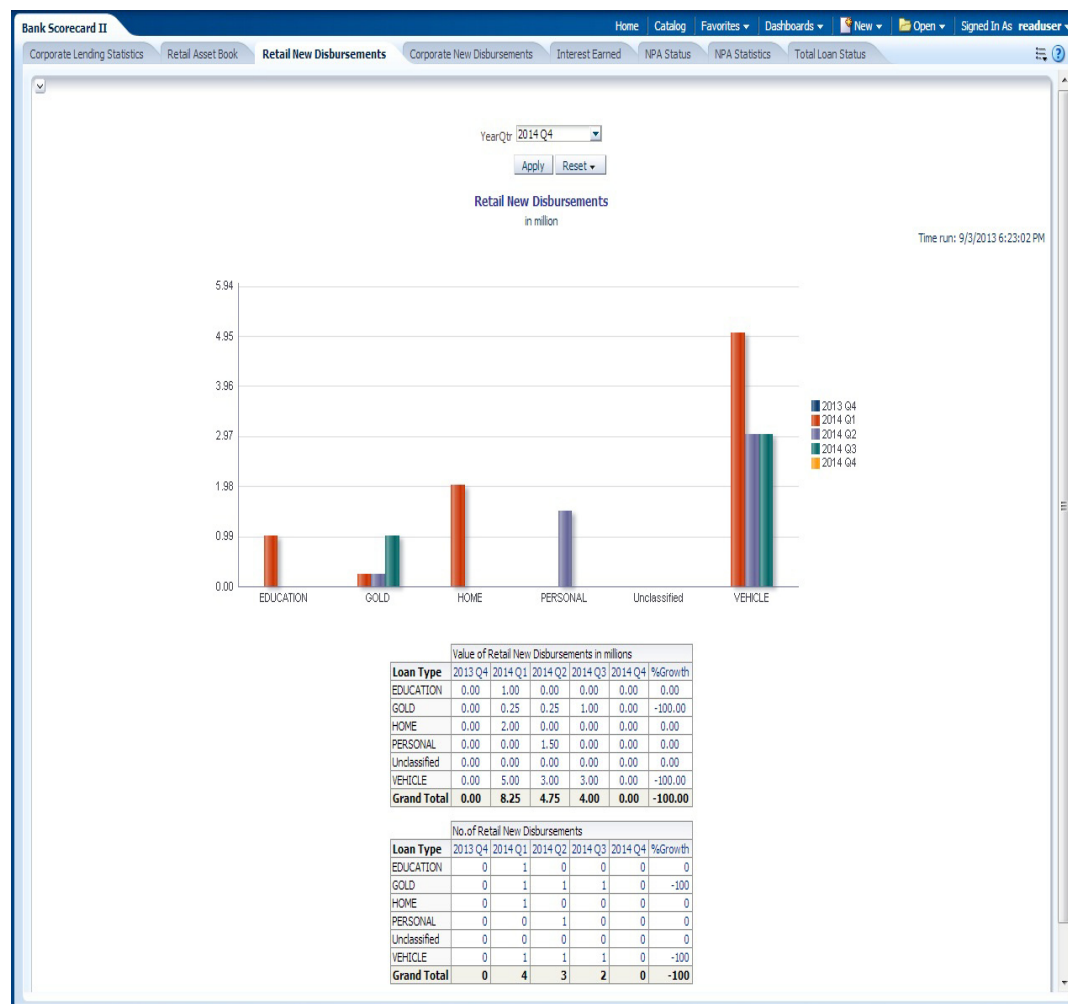 Bank Scorecard II
Home Catalog Favorites Dashboards New Open Signed In As readuser
Corporate Lending Statistics Retail Asset Book Retail New Disbursements Corporate New Disbursements Interest Earned NPA Status NPA Statistics Total Loan Status
YearQtr 2014 Q4
Apply Reset
Retail New Disbursements
in million
Time run: 9/3/2013 6:23:02 PM
5.94
4.95
3.96
2.97
1.98
0.99
0.00
EDUCATION GOLD HOME PERSONAL Unclassified VEHICLE
2013 Q4
2014 Q1
2014 Q2
2014 Q3
2014 Q4
Value of Retail New Disbursements in millions
Loan Type 2013 Q4 2014 Q1 2014 Q2 2014 Q3 2014 Q4 %Growth
EDUCATION 0.00 1.00 0.00 0.00 0.00 0.00
GOLD 0.00 0.25 0.25 1.00 0.00 -100.00
HOME 0.00 2.00 0.00 0.00 0.00 0.00
PERSONAL 0.00 0.00 1.50 0.00 0.00 0.00
Unclassified 0.00 0.00 0.00 0.00 0.00 0.00
VEHICLE 0.00 5.00 3.00 3.00 0.00 -100.00
Grand Total 0.00 8.25 4.75 4.00 0.00 -100.00
No.of Retail New Disbursements
Loan Type 2013 Q4 2014 Q1 2014 Q2 2014 Q3 2014 Q4 %Growth
EDUCATION 0 1 0 0 0 0
GOLD 0 1 1 1 0 -100
HOME 0 1 0 0 0 0
PERSONAL 0 0 1 0 0 0
Unclassified 0 0 0 0 0 0
VEHICLE 0 1 1 1 0 -100
Grand Total 0 4 3 2 0 -100